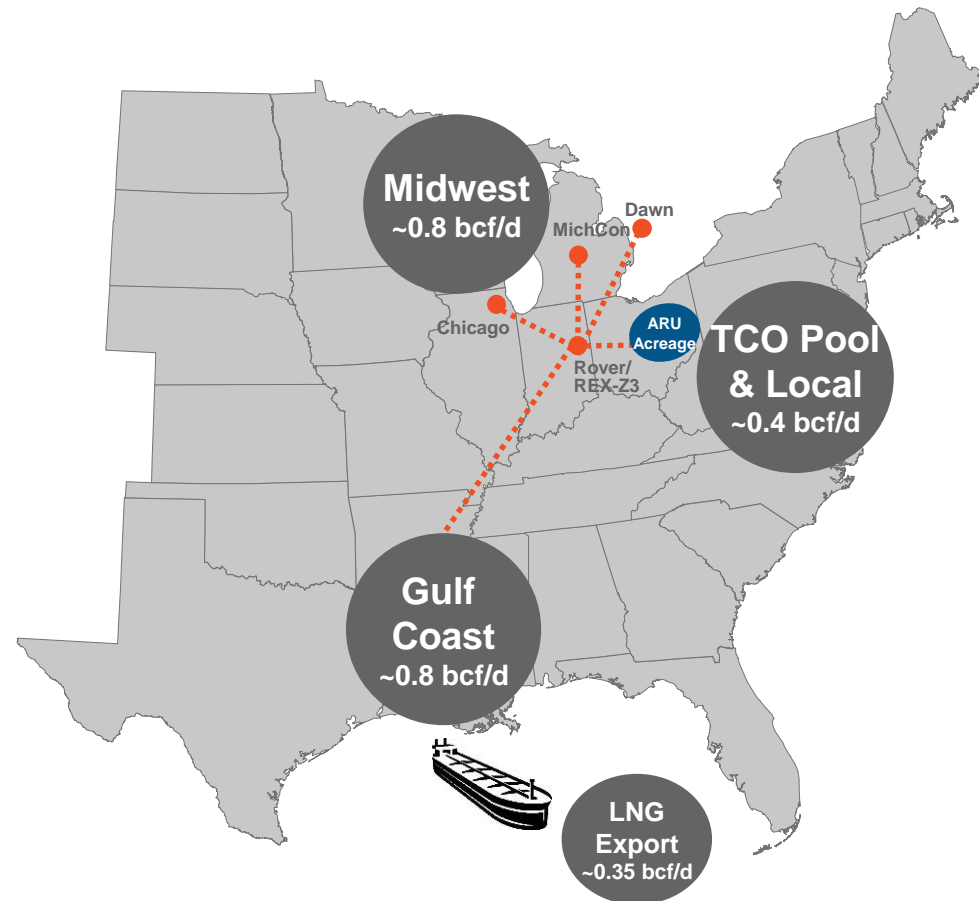 Midwest
~0.8 bcf/d
Dawn
MichCon
Chicago
ARU
Acreage
Rover/
REX-Z3
TCO Pool
& Local
~0.4 bcf/d
Gulf
Coast
~0.8 bcf/d
LNG
Export
~0.35 bcf/d